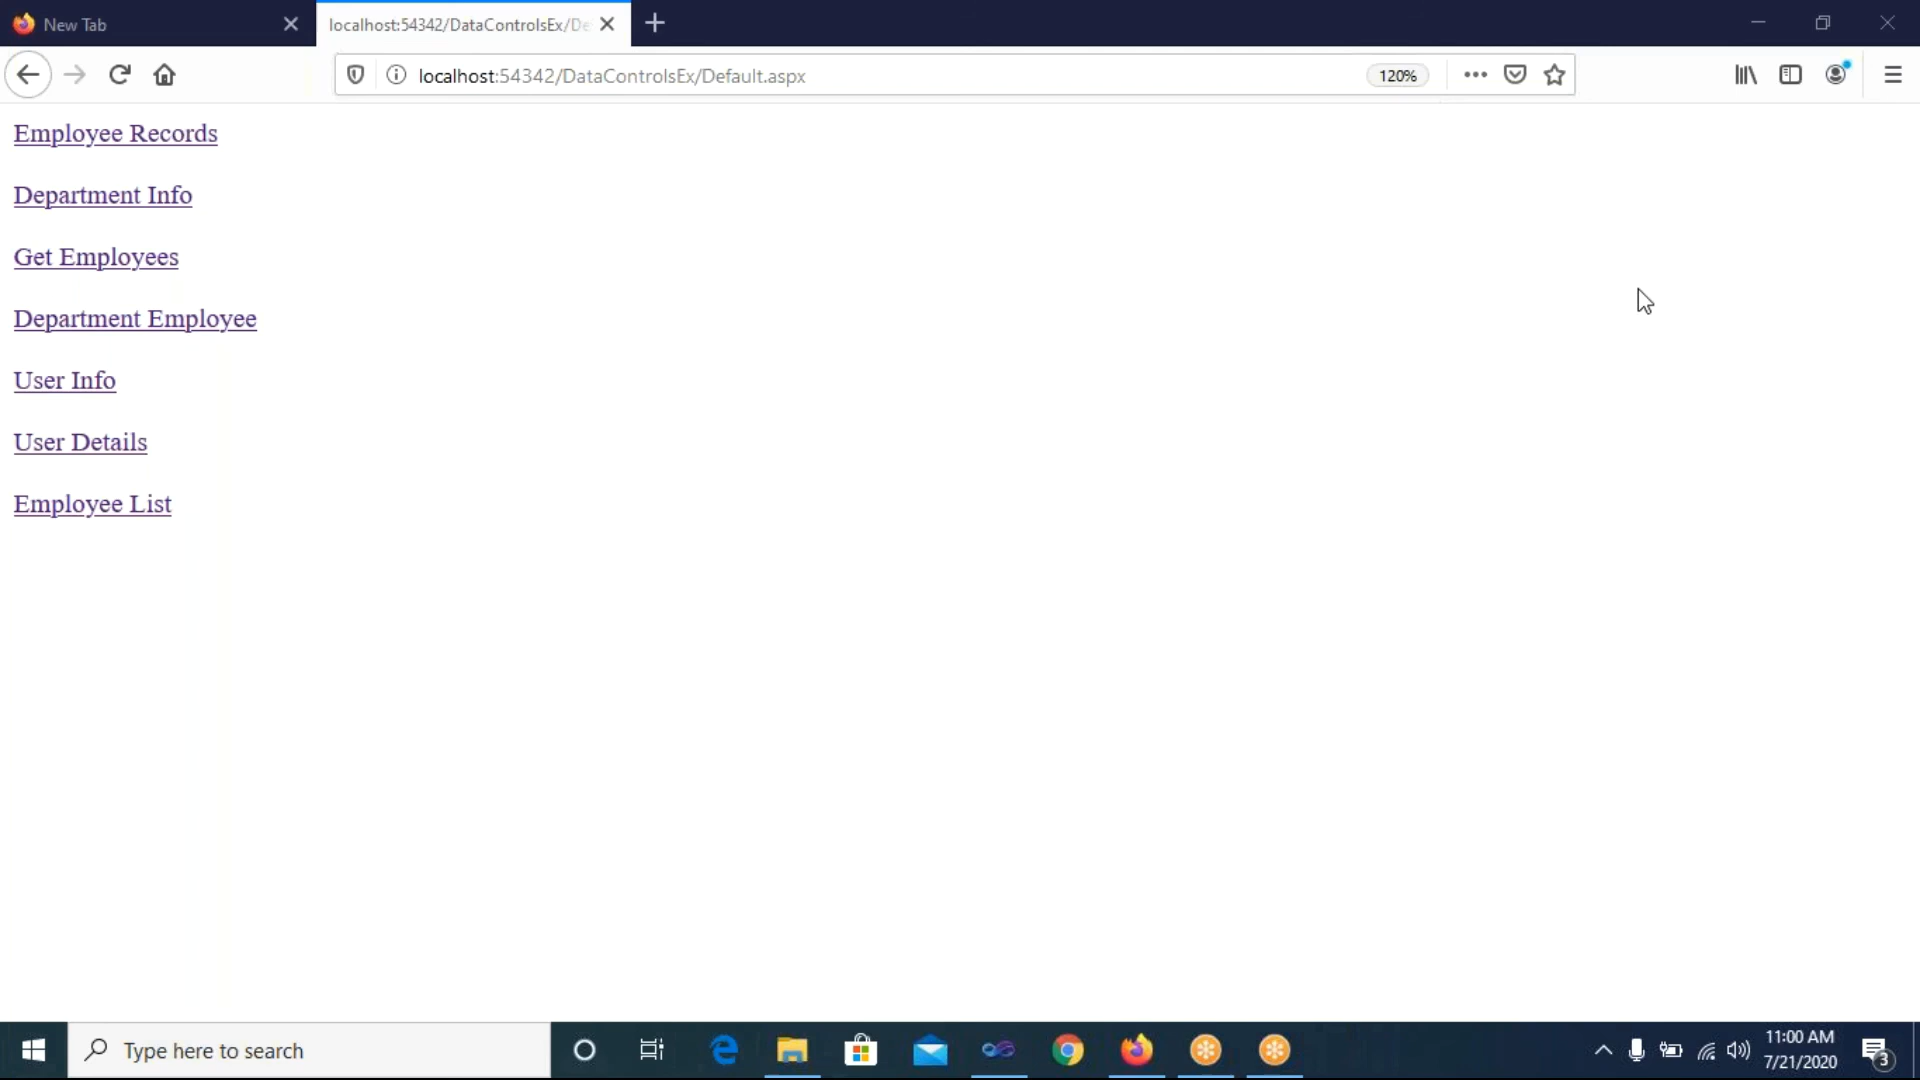 New Tab
localhost:54342/DataControlsEx/De
localhost:54342/DataControlsEx/Default.aspx
120%
Employee Records
Department Info
Get Employees
Department Employee
User Info
User Details
Employee List
Type here to search
11:00 AM
7/21/2020
3